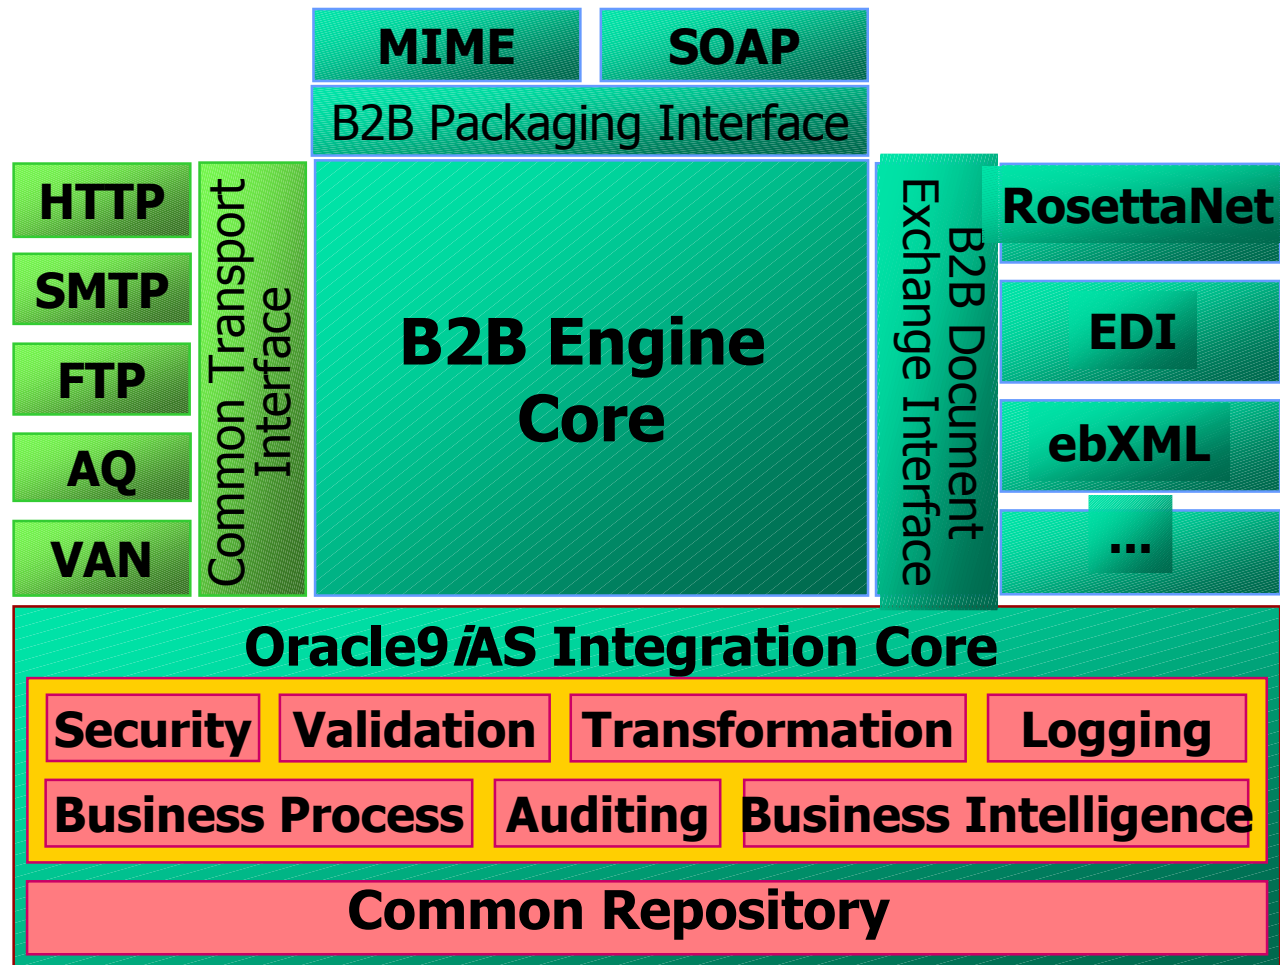 MIME
SOAP
B2B Packaging Interface
HTTP
SMTP
FTP
AQ
VAN
Common Transport
Interface
B2B Engine
Core
B2B Document
Exchange Interface
RosettaNet
EDI
ebXML
...
Oracle9iAS Integration Core
Security
Validation
Transformation
Logging
Business Process
Auditing
Business Intelligence
Common Repository